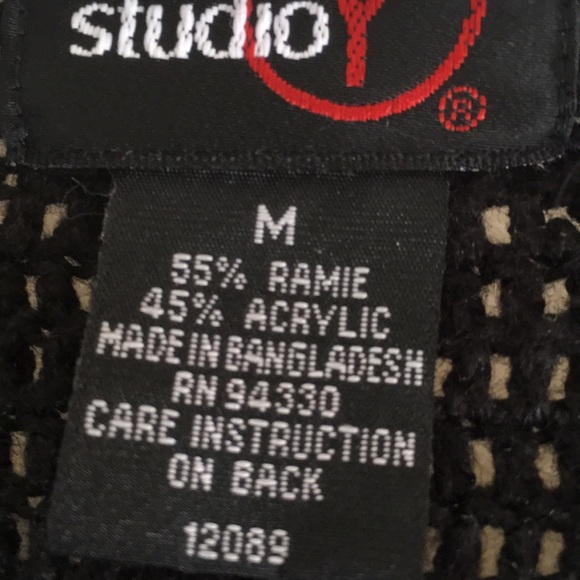 studio Y ®
M
55% RAMIE
45% ACRYLIC
MADE IN BANGLADESH
RN 94330
CARE INSTRUCTION
ON BACK
12089